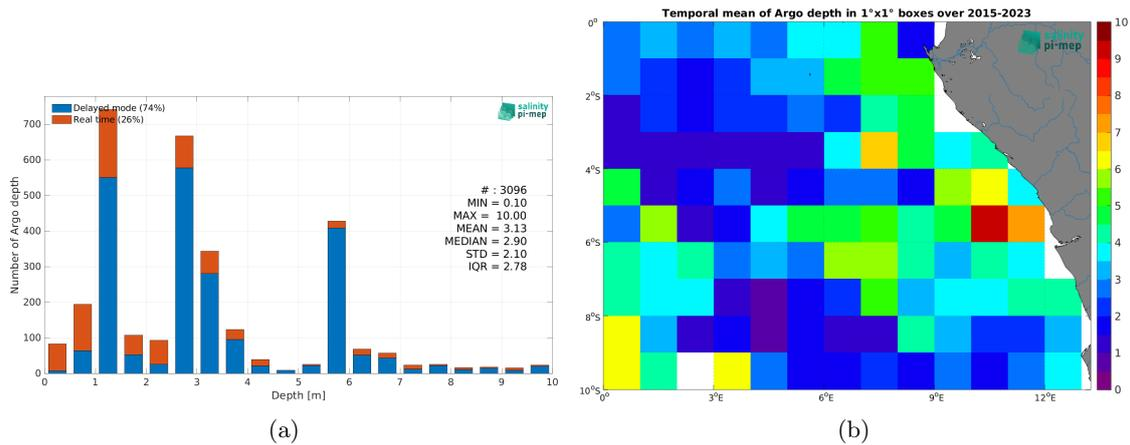 Delayed mode (74%)
Real time (26%)
salinity
pi-mep
# : 3096
MIN = 0.10
MAX = 10.00
MEAN = 3.13
MEDIAN = 2.90
STD = 2.10
IQR = 2.78
Number of Argo depth
700
600
500
400
300
200
100
0
0 1 2 3 4 5 6 7 8 9 10
Depth [m]
(a)
Temporal mean of Argo depth in 1°x1° boxes over 2015-2023
salinity
pi-mep
0°
2°S
4°S
6°S
8°S
10°S
0° 3°E 6°E 9°E 12°E
10
9
8
7
6
5
4
3
2
1
0
(b)